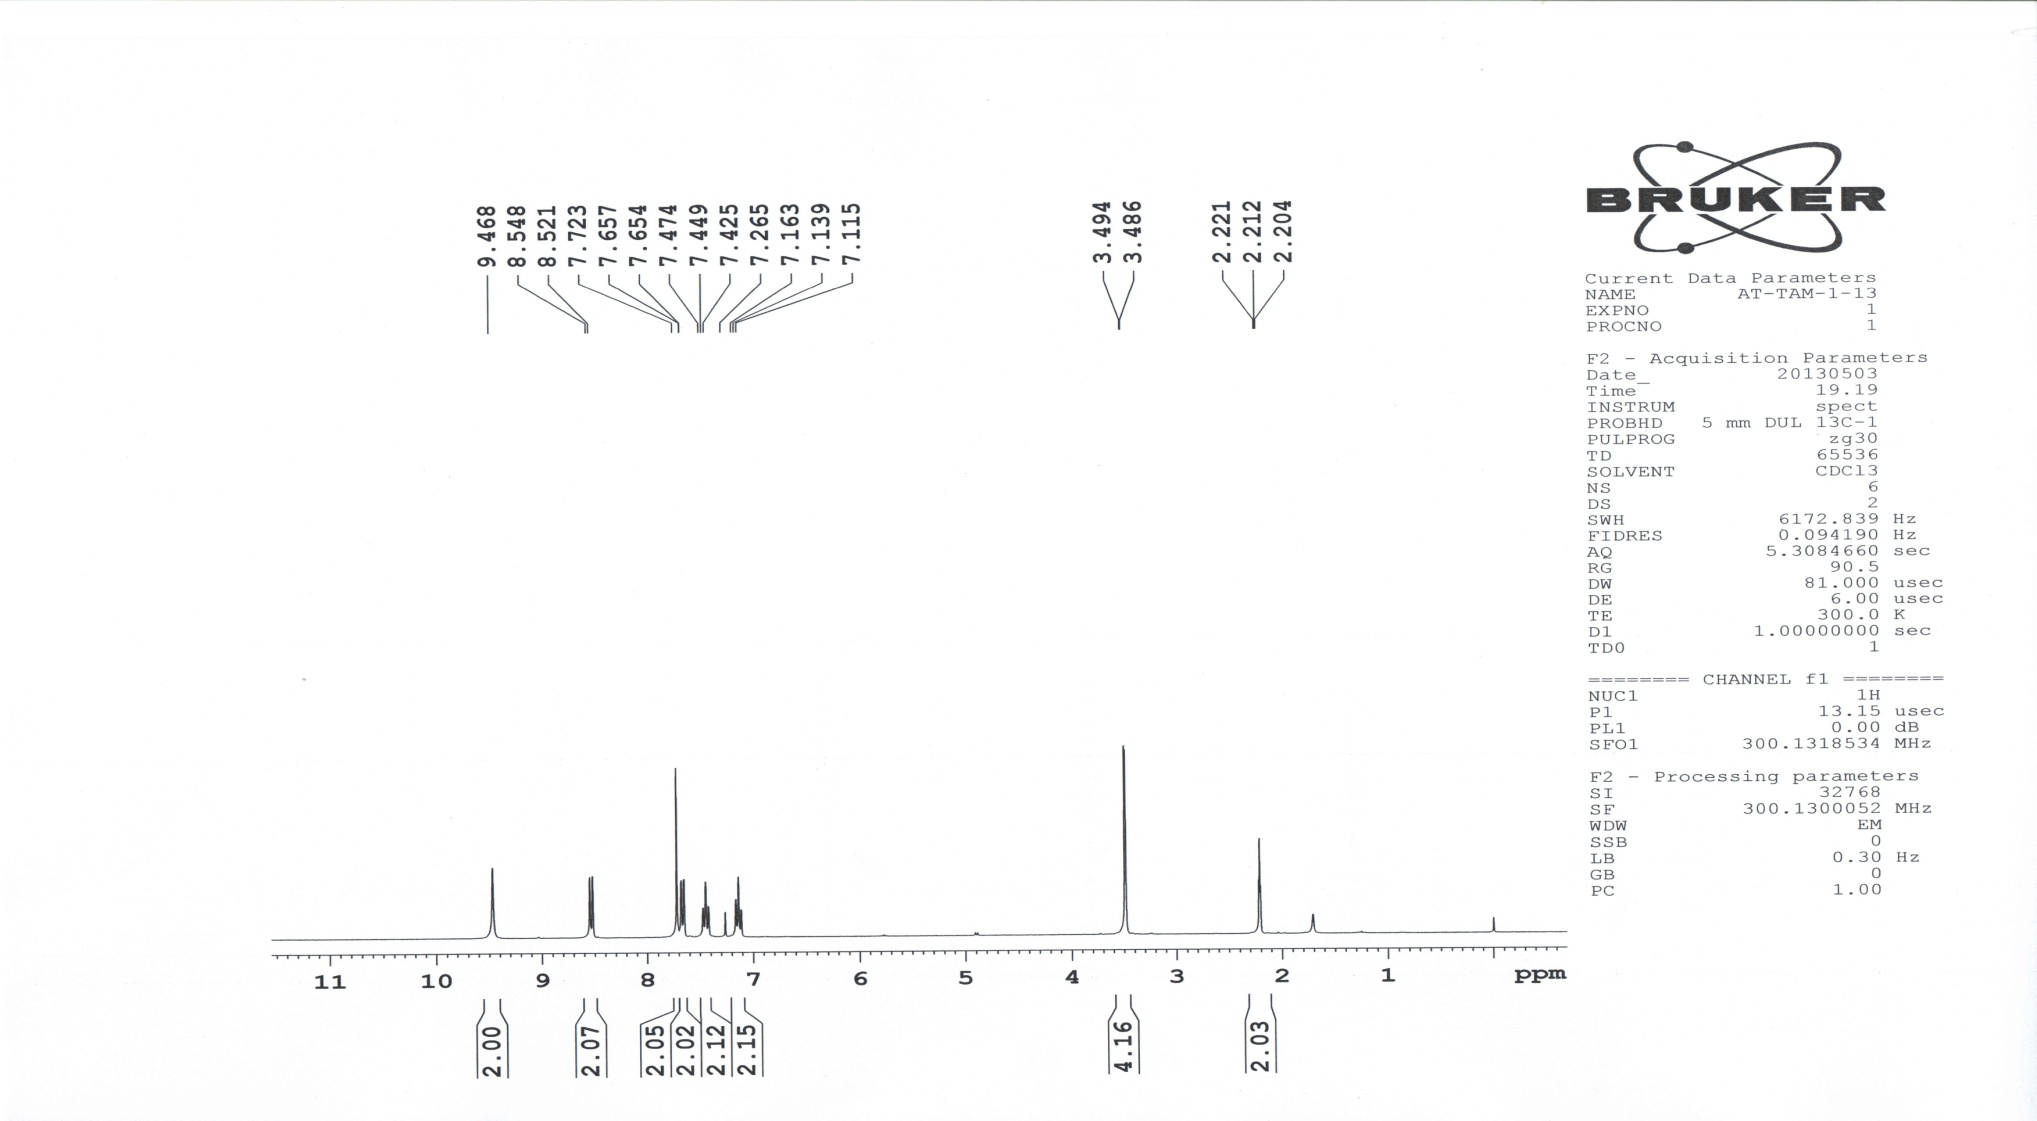 9.468
8.548
8.521
7.723
7.657
7.654
7.474
7.449
7.425
7.265
7.163
7.139
7.115
3.494
3.486
2.221
2.212
2.204
BRUKER
Current Data Parameters
NAME AT-TAM-1-13
EXPNO 1
PROCNO 1
F2 - Acquisition Parameters
Date_ 20130503
Time 19.19
INSTRUM spect
PROBHD 5 mm DUL 13C-1
PULPROG zg30
TD 65536
SOLVENT CDCl3
NS 6
DS 2
SWH 6172.839 Hz
FIDRES 0.094190 Hz
AQ 5.3084660 sec
RG 90.5
DW 81.000 usec
DE 6.00 usec
TE 300.0 K
D1 1.00000000 sec
TD0 1
======== CHANNEL f1 ========
NUC1 1H
P1 13.15 usec
PL1 0.00 dB
SFO1 300.1318534 MHz
F2 - Processing parameters
SI 32768
SF 300.1300052 MHz
WDW EM
SSB 0
LB 0.30 Hz
GB 0
PC 1.00
11 10 9 8 7 6 5 4 3 2 1 ppm
2.00
2.07
2.05
2.02
2.12
2.15
4.16
2.03